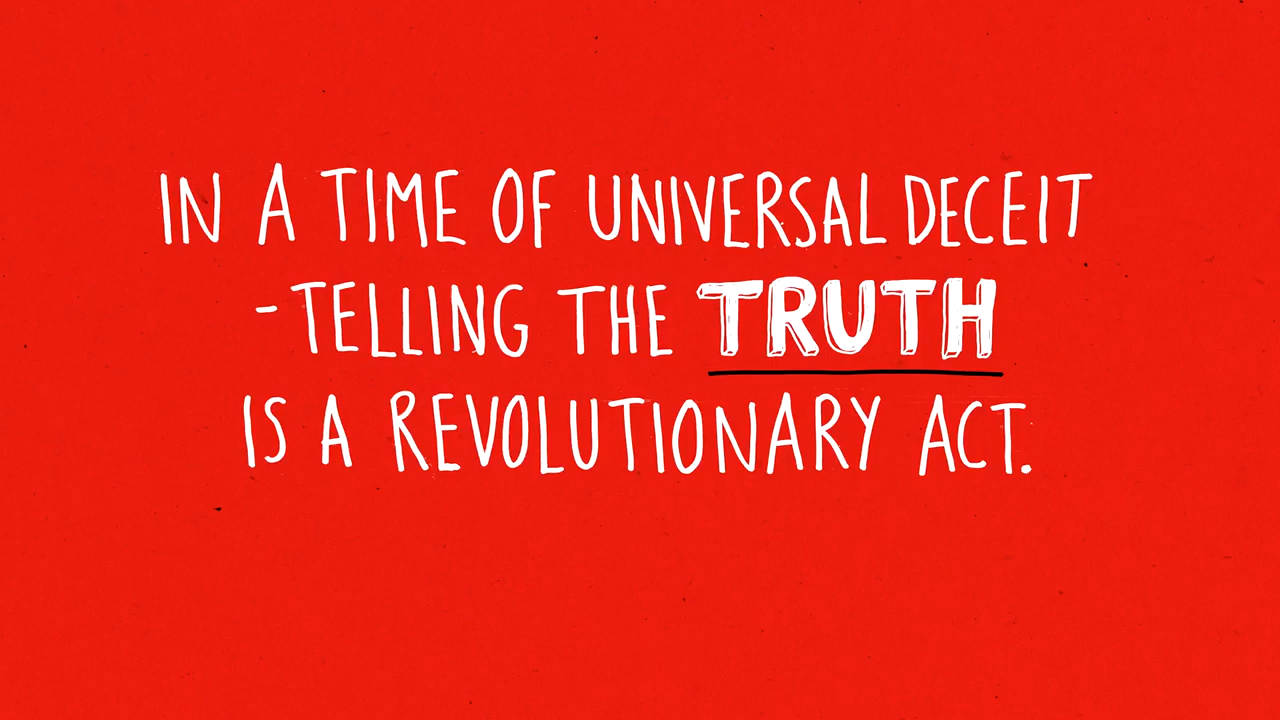 IN A TIME OF UNIVERSAL DECEIT
-TELLING THE TRUTH
IS A REVOLUTIONARY ACT.